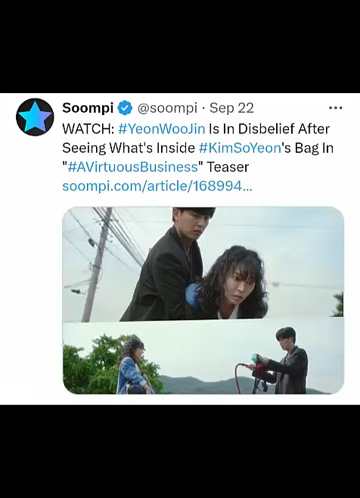 Soompi @soompi · Sep 22 ...
WATCH: #YeonWooJin Is In Disbelief After
Seeing What's Inside #KimSoYeon's Bag In
"#AVirtuousBusiness" Teaser
soompi.com/article/168994...